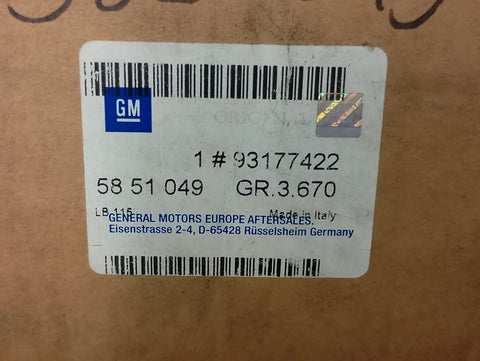 GM
ORIGINAL
1 # 93177422
58 51 049 GR.3.670
LB 115
Made in Italy
GENERAL MOTORS EUROPE AFTERSALES.
Eisenstrasse 2-4, D-65428 Rüsselsheim Germany